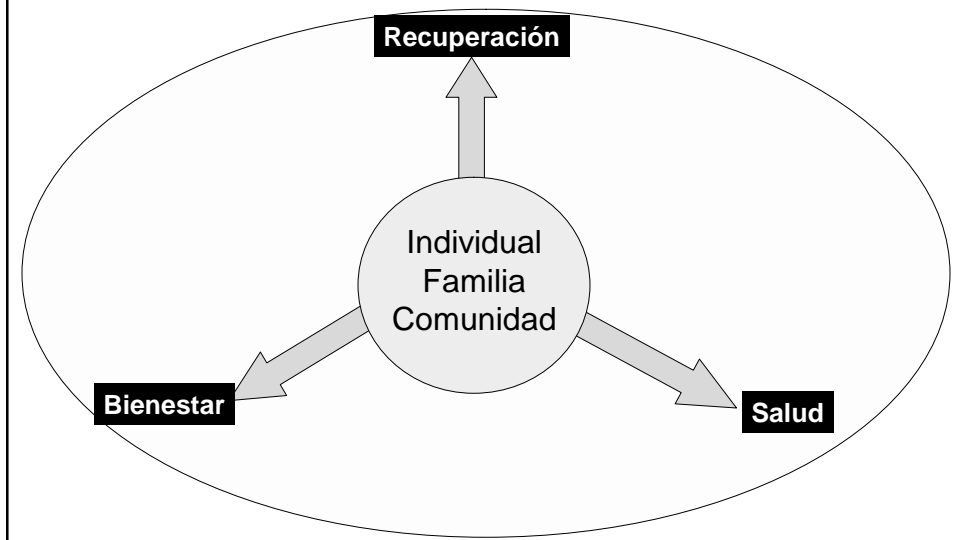 Recuperación
Individual
Familia
Comunidad
Bienestar
Salud